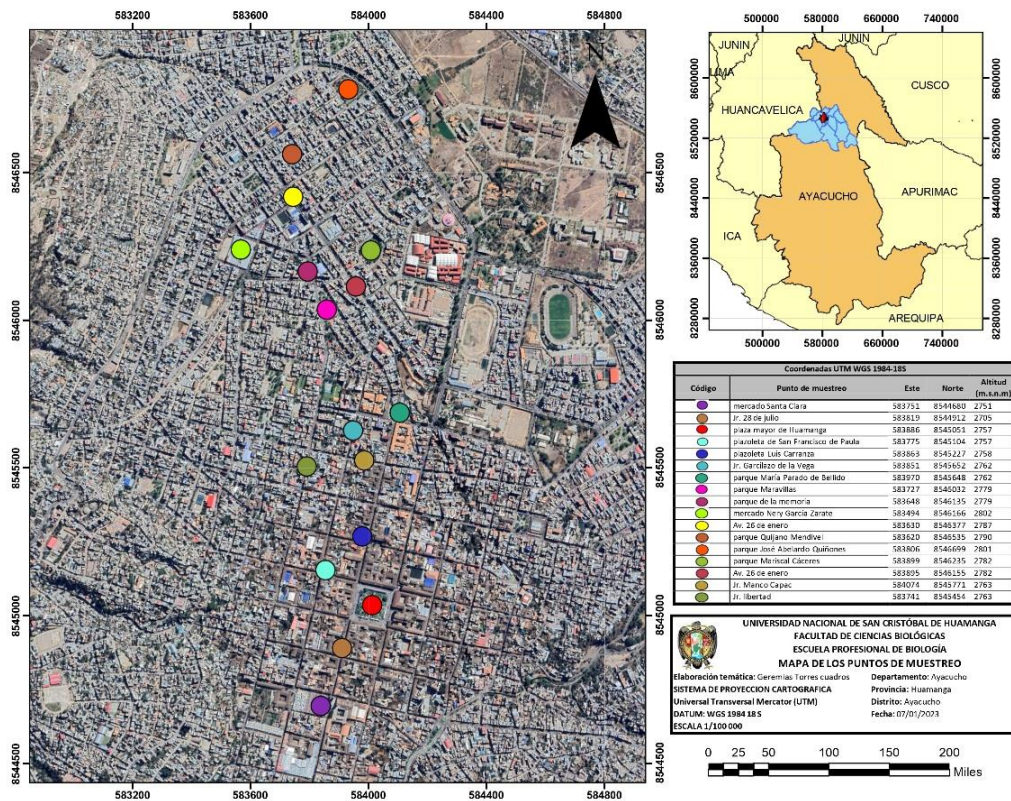 583200 583600 584000 584400 584800
N
8546500 8546500
8546000 8546000
8545500 8545500
8545000 8545000
8544500 8544500
583200 583600 584000 584400 584800
500000 580000 660000 740000
JUNIN JUNIN
LIMA
CUSCO
HUANCAVELICA
AYACUCHO
APURIMAC
ICA
AREQUIPA
8600000 8600000
8520000 8520000
8440000 8440000
8360000 8360000
8280000 8280000
500000 580000 660000 740000
Coordenadas UTM WGS 1984-18S
Código Punto de muestreo Este Norte Altitud (m.s.n.m)
mercado Santa Clara 583751 8544680 2751
Jr. 28 de julio 583819 8544912 2705
plaza mayor de Huamanga 583886 8545051 2757
plazoleta de San Francisco de Paula 583775 8545104 2757
plazoleta Luis Carranza 583863 8545227 2758
Jr. Garcilazo de la Vega 583851 8545652 2762
parque María Parado de Bellido 583970 8545648 2762
parque Maravillas 583727 8546032 2779
parque de la memoria 583648 8546135 2779
mercado Nery García Zarate 583494 8546166 2802
Av. 26 de enero 583630 8546377 2787
parque Quijano Mendivel 583620 8546535 2790
parque José Abelardo Quiñones 583806 8546699 2801
parque Mariscal Cáceres 583899 8546235 2782
Av. 26 de enero 583895 8546155 2782
Jr. Manco Capac 584074 8545771 2763
Jr. libertad 583741 8545454 2763
UNIVERSIDAD NACIONAL DE SAN CRISTÓBAL DE HUAMANGA
FACULTAD DE CIENCIAS BIOLÓGICAS
ESCUELA PROFESIONAL DE BIOLOGÍA
MAPA DE LOS PUNTOS DE MUESTREO
Elaboración temática: Geremias Torres cuadros Departamento: Ayacucho
SISTEMA DE PROYECCION CARTOGRAFICA Provincia: Huamanga
Universal Transversal Mercator (UTM) Distrito: Ayacucho
DATUM: WGS 1984 18 S Fecha: 07/01/2023
ESCALA 1/100 000
0 25 50 100 150 200
Miles